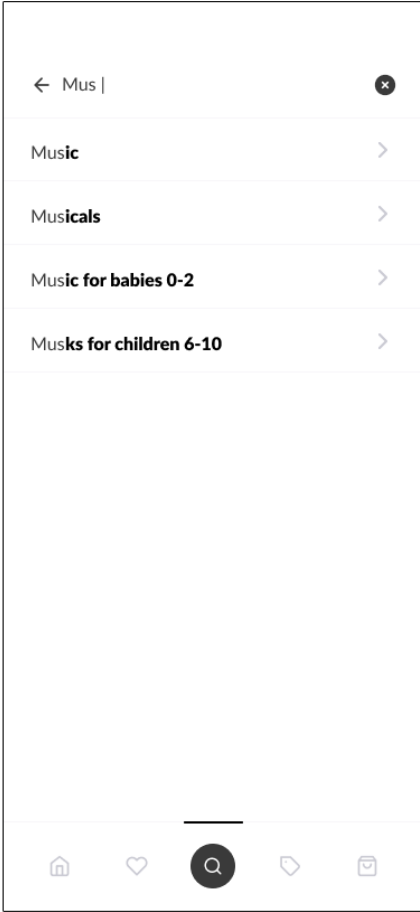 Mus |
Music
Musicals
Music for babies 0-2
Musks for children 6-10